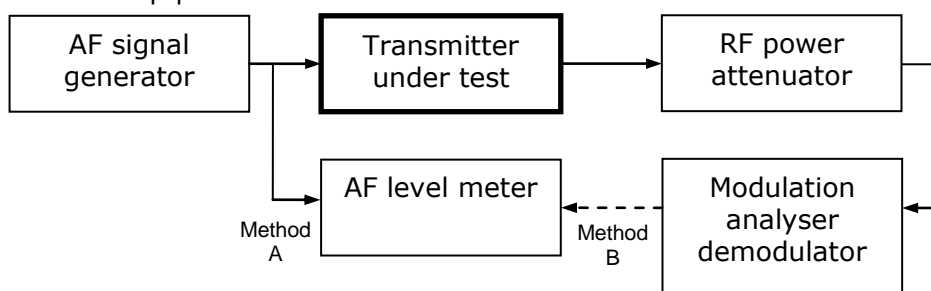 AF signal
generator
Transmitter
under test
RF power
attenuator
AF level meter
Modulation
analyser
demodulator
Method
A
Method
B